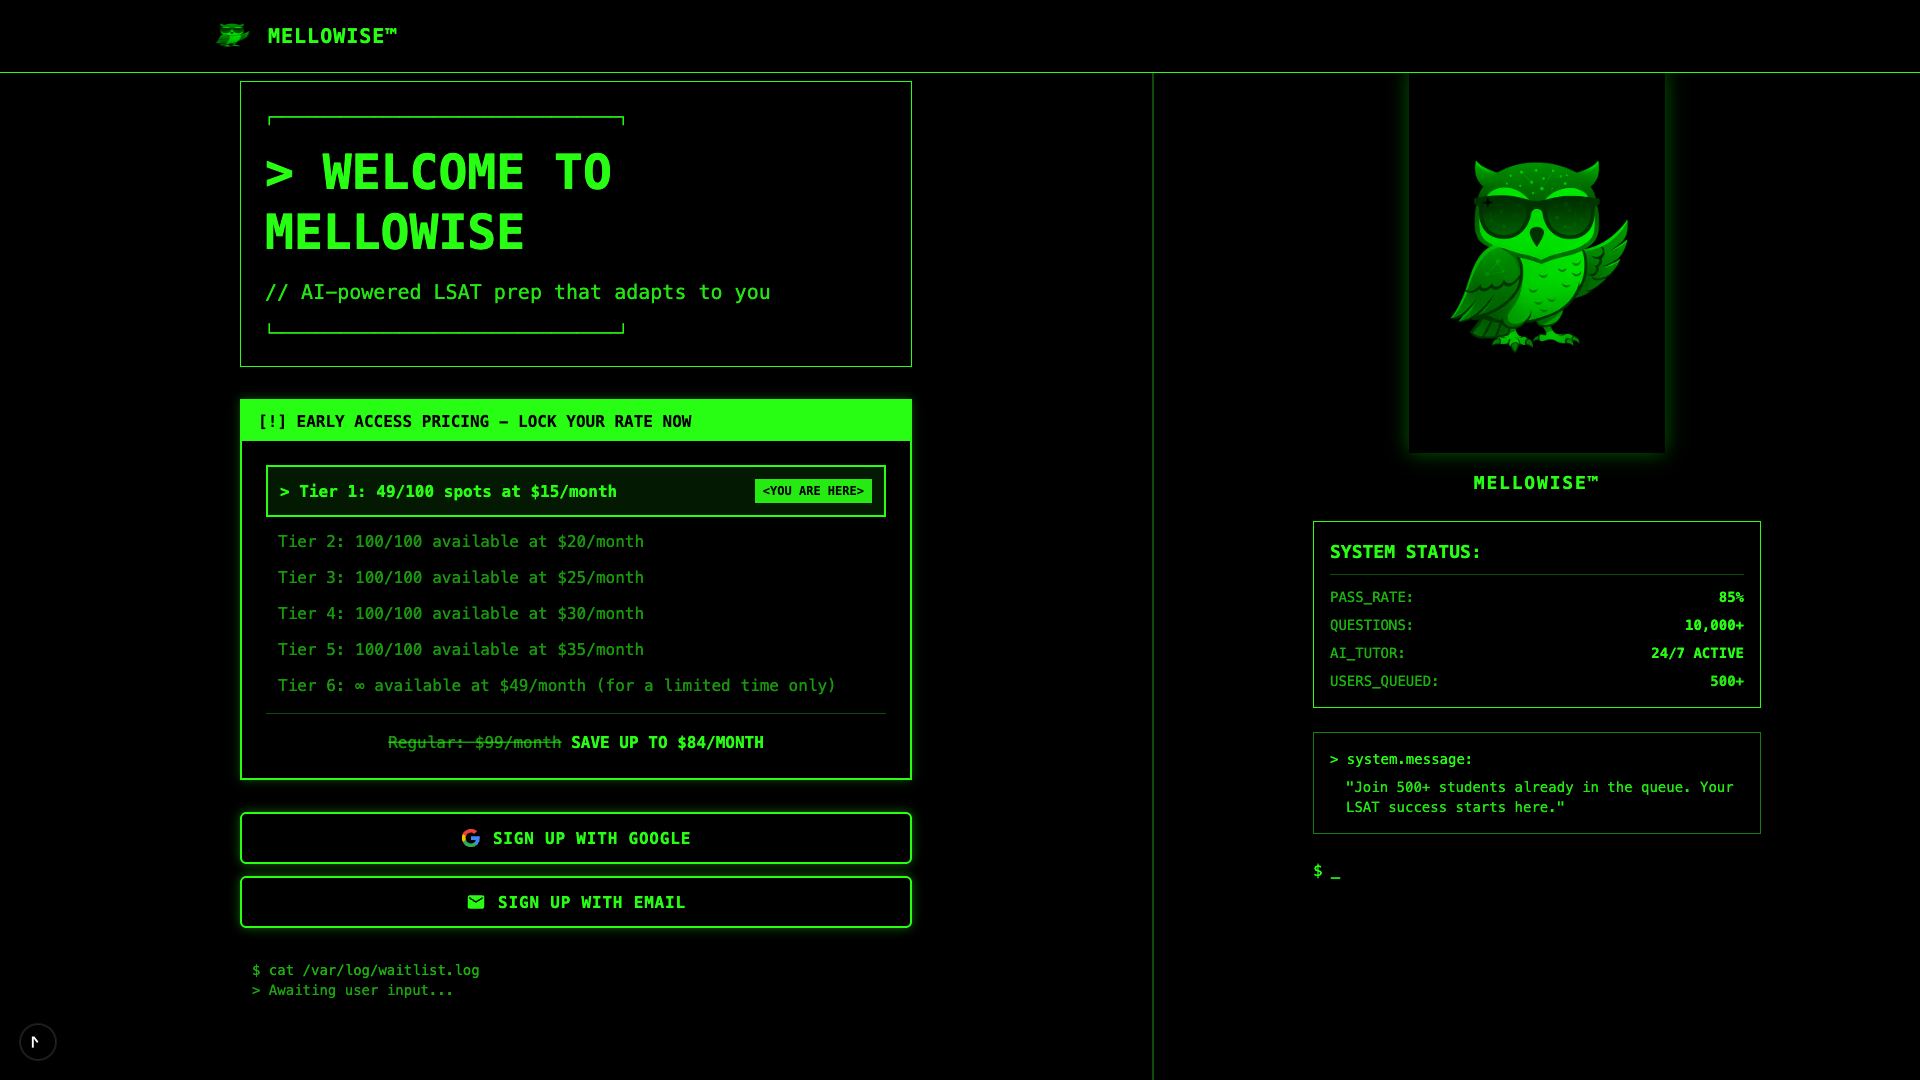 MELLOWISE™
> WELCOME TO
MELLOWISE
// AI-powered LSAT prep that adapts to you
[!] EARLY ACCESS PRICING - LOCK YOUR RATE NOW
> Tier 1: 49/100 spots at $15/month <YOU ARE HERE>
Tier 2: 100/100 available at $20/month
Tier 3: 100/100 available at $25/month
Tier 4: 100/100 available at $30/month
Tier 5: 100/100 available at $35/month
Tier 6: ∞ available at $49/month (for a limited time only)
Regular: $99/month SAVE UP TO $84/MONTH
SIGN UP WITH GOOGLE
SIGN UP WITH EMAIL
$ cat /var/log/waitlist.log
> Awaiting user input...
MELLOWISE™
SYSTEM STATUS:
PASS_RATE: 85%
QUESTIONS: 10,000+
AI_TUTOR: 24/7 ACTIVE
USERS_QUEUED: 500+
> system.message:
"Join 500+ students already in the queue. Your
LSAT success starts here."
$ _